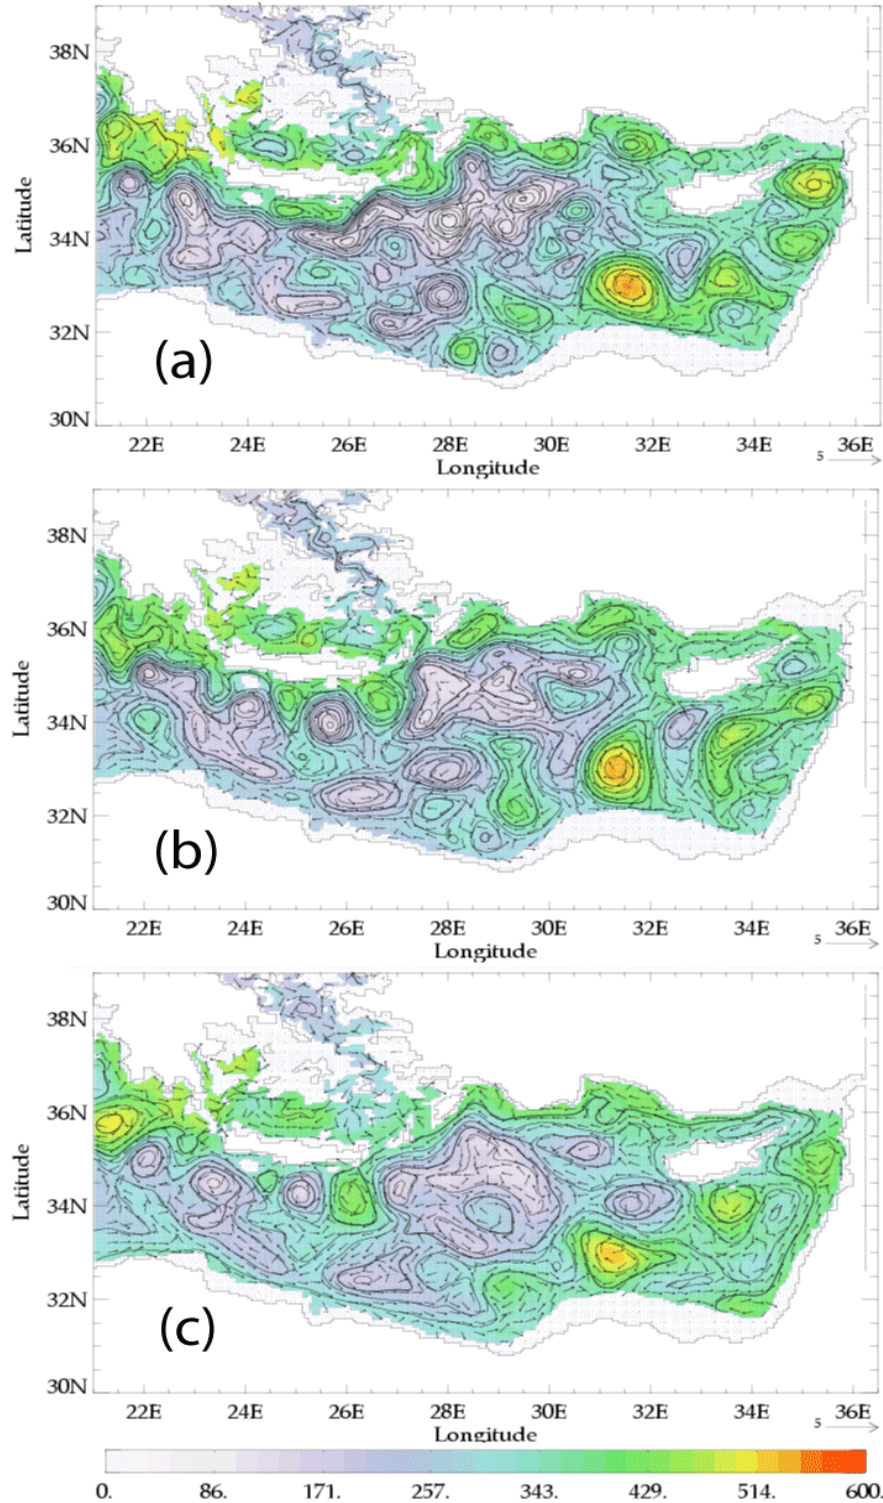 38N
36N
Latitude
34N
32N
(a)
30N
22E 24E 26E 28E 30E 32E 34E 36E
Longitude
5
38N
36N
Latitude
34N
32N
(b)
30N
22E 24E 26E 28E 30E 32E 34E 36E
Longitude
5
38N
36N
Latitude
34N
32N
(c)
30N
22E 24E 26E 28E 30E 32E 34E 36E
Longitude
5
0. 86. 171. 257. 343. 429. 514. 600.